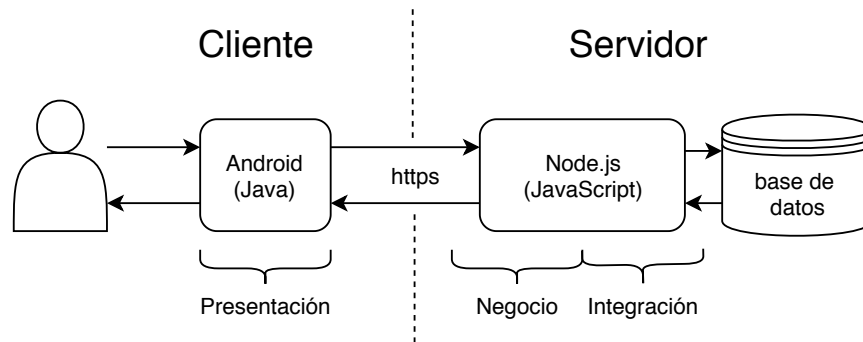 Cliente
Servidor
Android
(Java)
https
Node.js
(JavaScript)
base de
datos
Presentación
Negocio
Integración